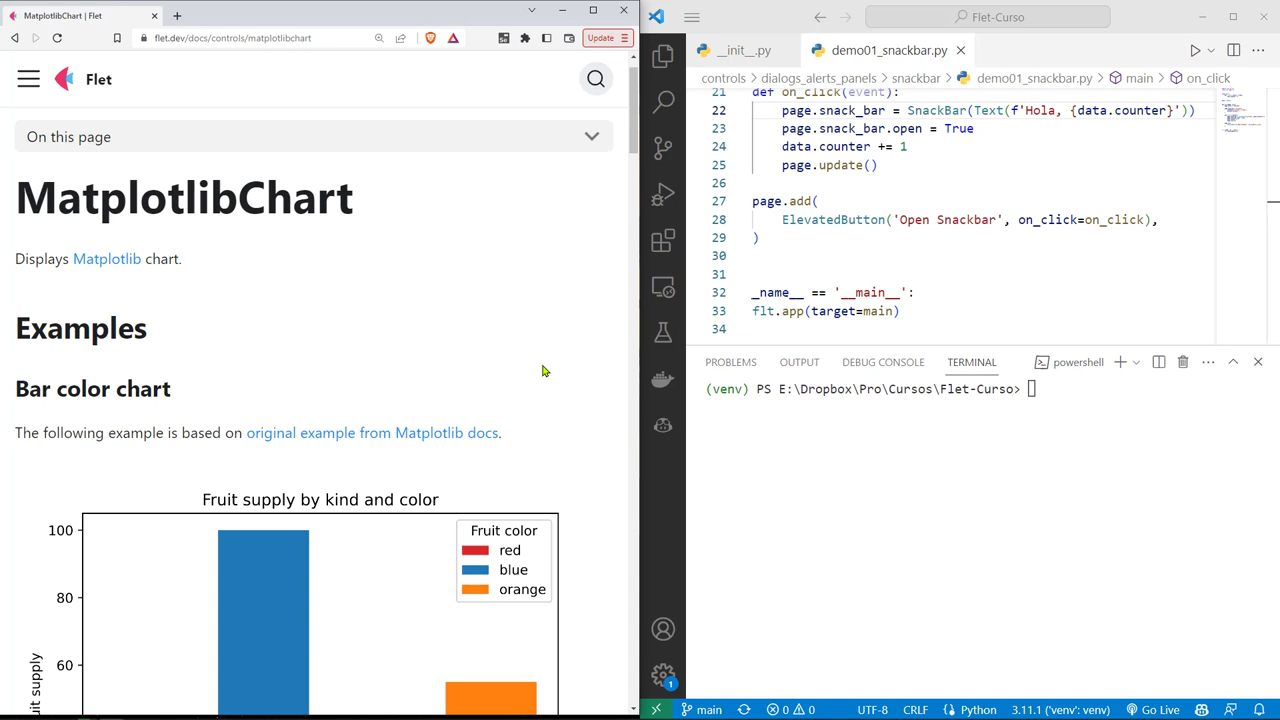 MatplotlibChart | Flet
flet.dev/docs/controls/matplotlibchart
Update
Flet
On this page
MatplotlibChart
Displays Matplotlib chart.
Examples
Bar color chart
The following example is based on original example from Matplotlib docs.
Fruit supply by kind and color
Fruit color
red
blue
orange
100
80
60
uit supply
Flet-Curso
__init__.py
demo01_snackbar.py
controls > dialogs_alerts_panels > snackbar > demo01_snackbar.py > main > on_click
21 def on_click(event):
22 page.snack_bar = SnackBar(Text(f'Hola, {data.counter}'))
23 page.snack_bar.open = True
24 data.counter += 1
25 page.update()
26
27 page.add(
28 ElevatedButton('Open Snackbar', on_click=on_click),
29 )
30
31
32 _name__ == '__main__':
33 flt.app(target=main)
34
PROBLEMS OUTPUT DEBUG CONSOLE TERMINAL powershell
(venv) PS E:\Dropbox\Pro\Cursos\Flet-Curso>
1
main 0 0 UTF-8 CRLF Python 3.11.1 ('venv': venv) Go Live